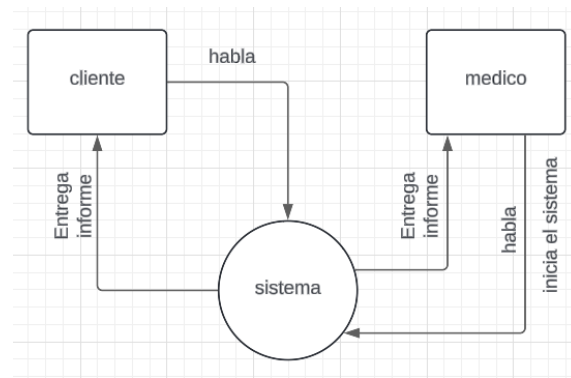 habla
cliente
medico
Entrega
informe
Entrega
informe
habla
inicia el sistema
sistema